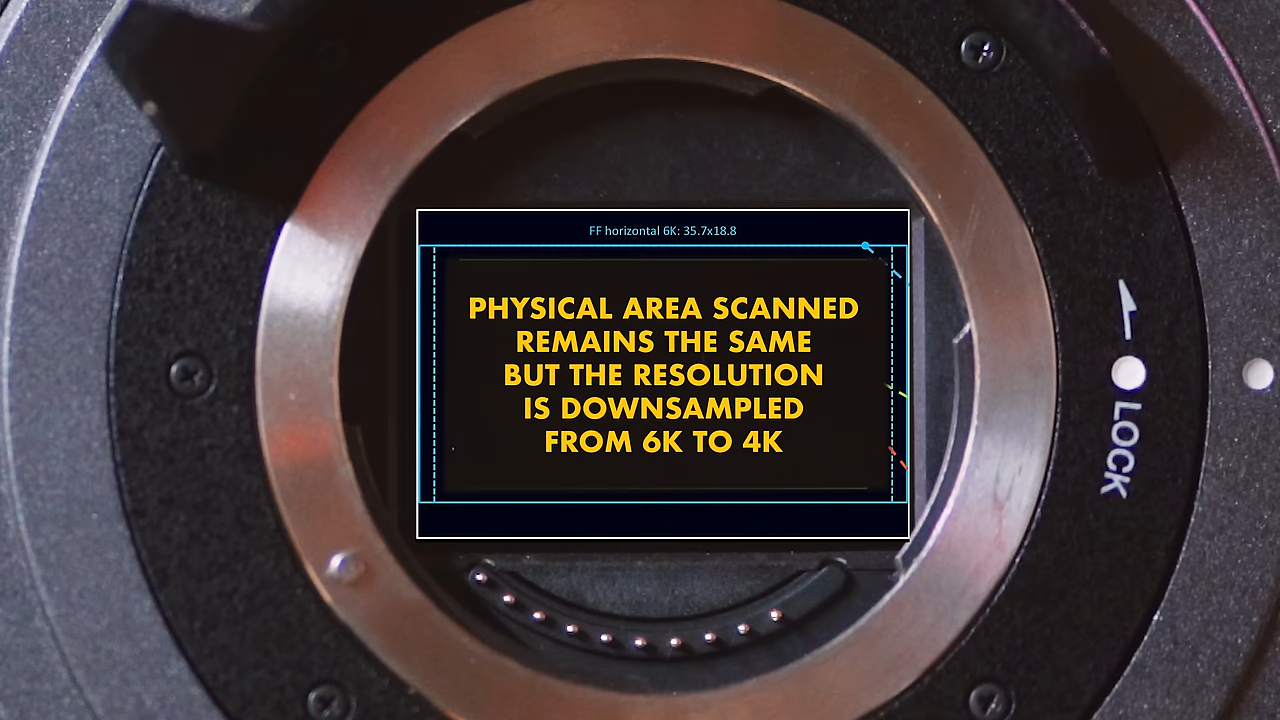 FF horizontal 6K: 35.7x18.8
PHYSICAL AREA SCANNED
REMAINS THE SAME
BUT THE RESOLUTION
IS DOWNSAMPLED
FROM 6K TO 4K
LOCK